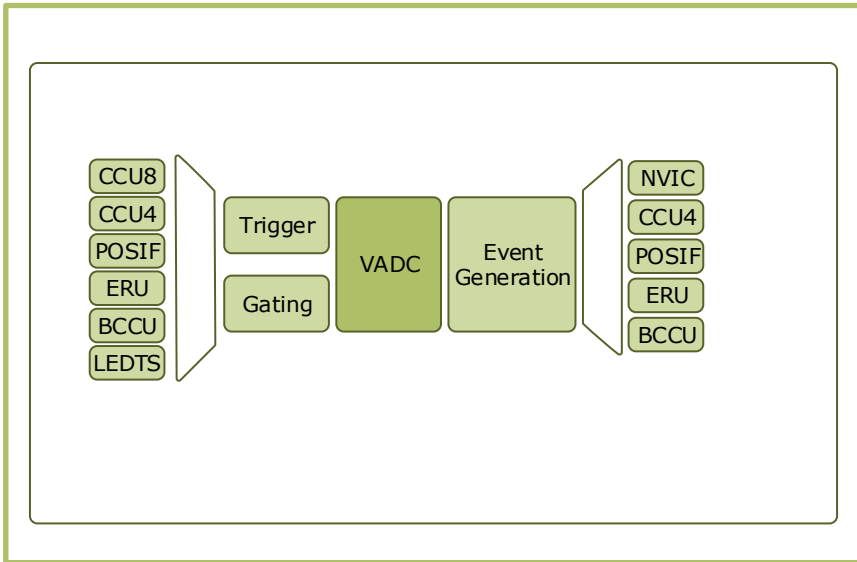 CCU8
CCU4
POSIF
ERU
BCCU
LEDTS
Trigger
Gating
VADC
Event
Generation
NVIC
CCU4
POSIF
ERU
BCCU